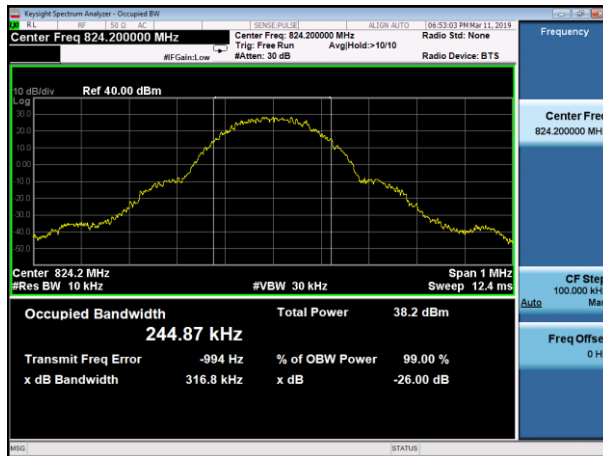 Keysight Spectrum Analyzer - Occupied BW
RL RF 50 Ω AC SENSE:PULSE ALIGN AUTO 06:53:03 PM Mar 11, 2019
Center Freq 824.200000 MHz
Center Freq: 824.200000 MHz Radio Std: None
Trig: Free Run Avg|Hold:>10/10
#IFGain:Low #Atten: 30 dB Radio Device: BTS
10 dB/div Ref 40.00 dBm
Log
30.0
20.0
10.0
0.00
-10.0
-20.0
-30.0
-40.0
-50.0
Center 824.2 MHz Span 1 MHz
#Res BW 10 kHz #VBW 30 kHz Sweep 12.4 ms
Occupied Bandwidth Total Power 38.2 dBm
244.87 kHz
Transmit Freq Error -994 Hz % of OBW Power 99.00 %
x dB Bandwidth 316.8 kHz x dB -26.00 dB
MSG STATUS
Frequency
Center Fre
824.200000 MH
CF Step
100.000 kH
Auto Ma
Freq Offse
0 H